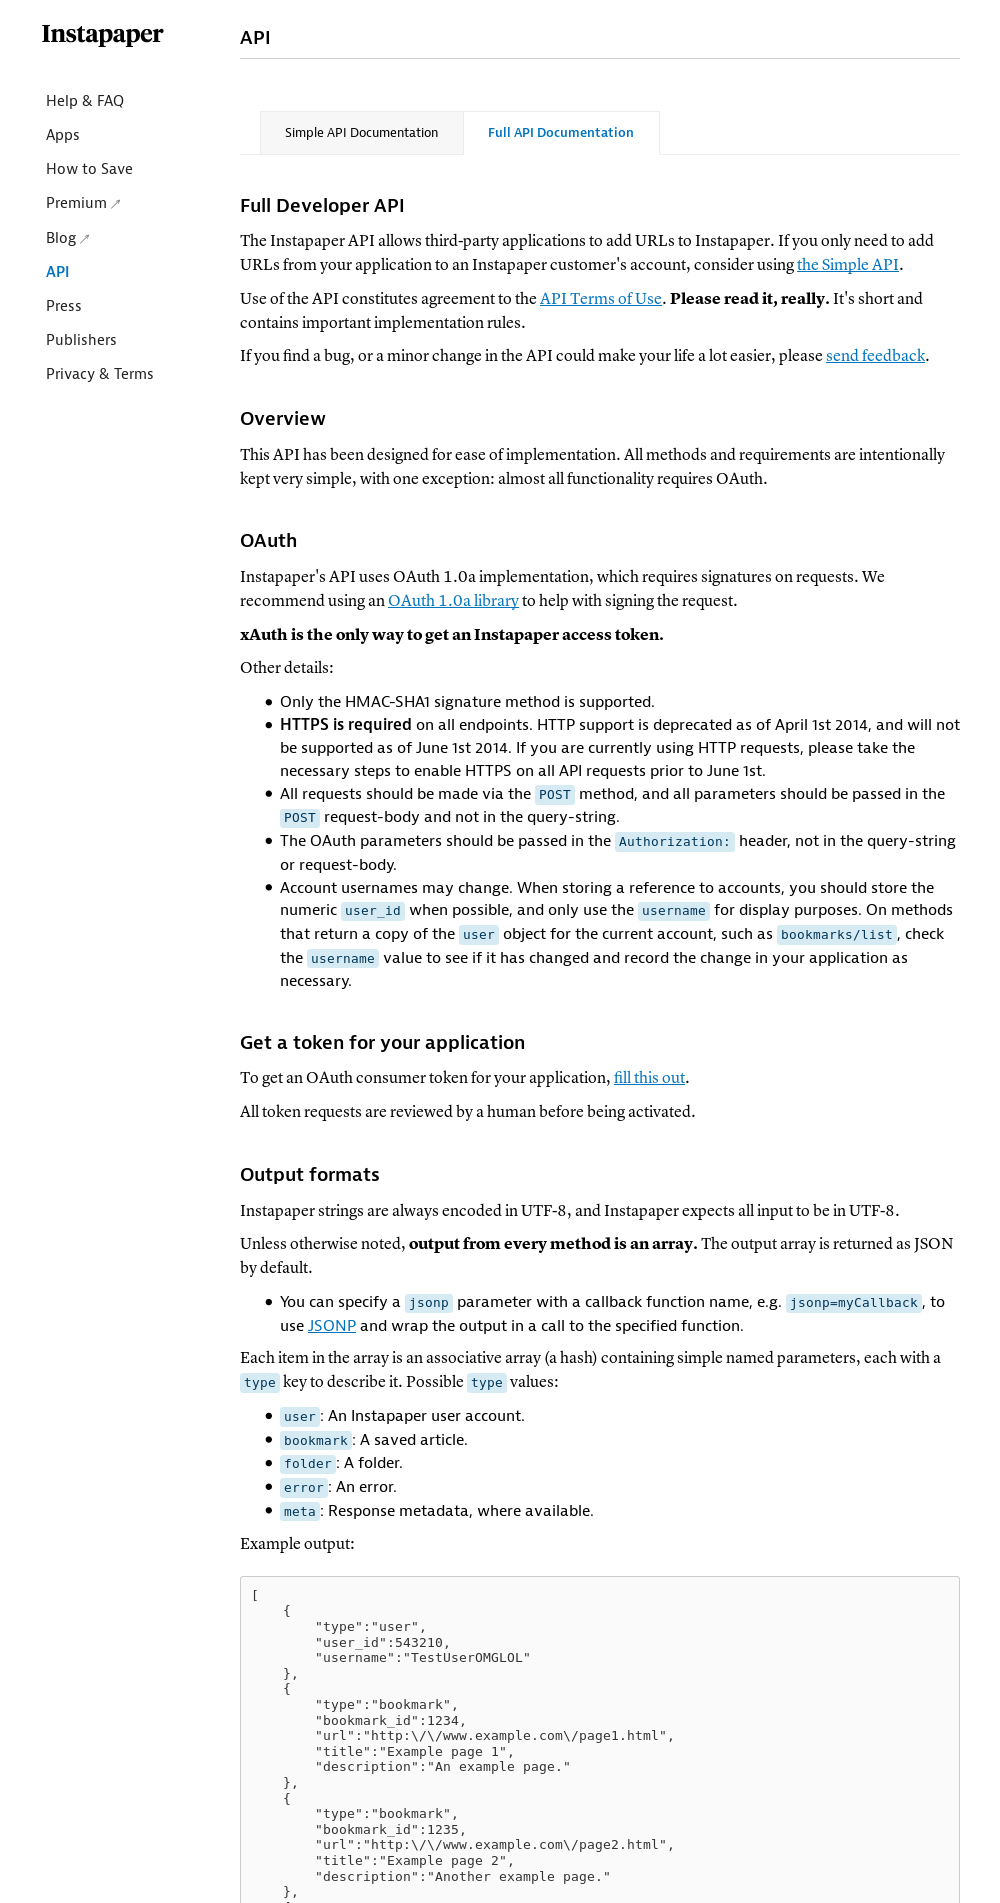 Instapaper
API
Help & FAQ
Apps
How to Save
Premium
Blog
API
Press
Publishers
Privacy & Terms
Simple API Documentation
Full API Documentation
Full Developer API
The Instapaper API allows third-party applications to add URLs to Instapaper. If you only need to add
URLs from your application to an Instapaper customer's account, consider using the Simple API.
Use of the API constitutes agreement to the API Terms of Use. Please read it, really. It's short and
contains important implementation rules.
If you find a bug, or a minor change in the API could make your life a lot easier, please send feedback.
Overview
This API has been designed for ease of implementation. All methods and requirements are intentionally
kept very simple, with one exception: almost all functionality requires OAuth.
OAuth
Instapaper's API uses OAuth 1.0a implementation, which requires signatures on requests. We
recommend using an OAuth 1.0a library to help with signing the request.
xAuth is the only way to get an Instapaper access token.
Other details:
• Only the HMAC-SHA1 signature method is supported.
• HTTPS is required on all endpoints. HTTP support is deprecated as of April 1st 2014, and will not
be supported as of June 1st 2014. If you are currently using HTTP requests, please take the
necessary steps to enable HTTPS on all API requests prior to June 1st.
• All requests should be made via the POST method, and all parameters should be passed in the
POST request-body and not in the query-string.
• The OAuth parameters should be passed in the Authorization: header, not in the query-string
or request-body.
• Account usernames may change. When storing a reference to accounts, you should store the
numeric user_id when possible, and only use the username for display purposes. On methods
that return a copy of the user object for the current account, such as bookmarks/list, check
the username value to see if it has changed and record the change in your application as
necessary.
Get a token for your application
To get an OAuth consumer token for your application, fill this out.
All token requests are reviewed by a human before being activated.
Output formats
Instapaper strings are always encoded in UTF-8, and Instapaper expects all input to be in UTF-8.
Unless otherwise noted, output from every method is an array. The output array is returned as JSON
by default.
• You can specify a jsonp parameter with a callback function name, e.g. jsonp=myCallback, to
use JSONP and wrap the output in a call to the specified function.
Each item in the array is an associative array (a hash) containing simple named parameters, each with a
type key to describe it. Possible type values:
• user: An Instapaper user account.
• bookmark: A saved article.
• folder: A folder.
• error: An error.
• meta: Response metadata, where available.
Example output:
[
    {
        "type":"user",
        "user_id":543210,
        "username":"TestUserOMGLOL"
    },
    {
        "type":"bookmark",
        "bookmark_id":1234,
        "url":"http:\/\/www.example.com\/page1.html",
        "title":"Example page 1",
        "description":"An example page."
    },
    {
        "type":"bookmark",
        "bookmark_id":1235,
        "url":"http:\/\/www.example.com\/page2.html",
        "title":"Example page 2",
        "description":"Another example page."
    },